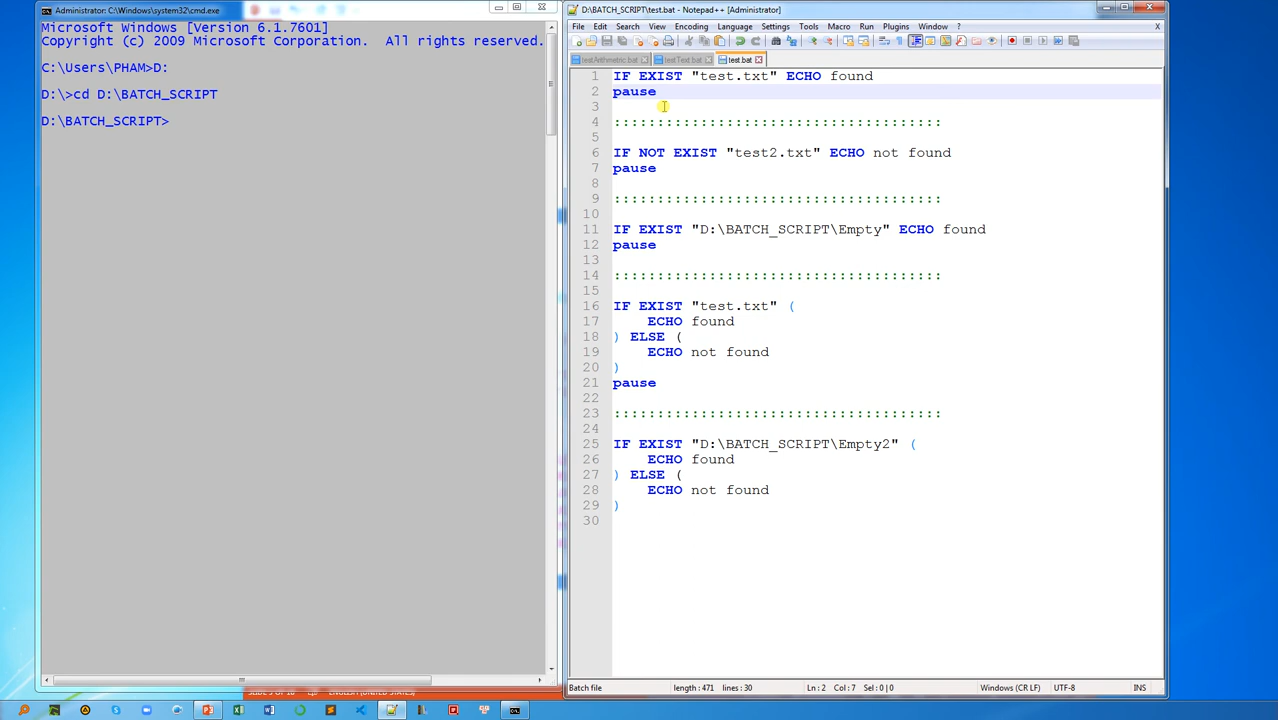 Administrator: C:\Windows\system32\cmd.exe
Microsoft Windows [Version 6.1.7601]
Copyright (c) 2009 Microsoft Corporation.  All rights reserved.
C:\Users\PHAM>D:
D:\>cd D:\BATCH_SCRIPT
D:\BATCH_SCRIPT>
D:\BATCH_SCRIPT\test.bat - Notepad++ [Administrator]
File Edit Search View Encoding Language Settings Tools Macro Run Plugins Window ? X
testArithmetric.bat testText.bat test.bat
1 IF EXIST "test.txt" ECHO found
2 pause
3
4 ::::::::::::::::::::::::::::::::::::::
5
6 IF NOT EXIST "test2.txt" ECHO not found
7 pause
8
9 ::::::::::::::::::::::::::::::::::::::
10
11 IF EXIST "D:\BATCH_SCRIPT\Empty" ECHO found
12 pause
13
14 ::::::::::::::::::::::::::::::::::::::
15
16 IF EXIST "test.txt" (
17     ECHO found
18 ) ELSE (
19     ECHO not found
20 )
21 pause
22
23 ::::::::::::::::::::::::::::::::::::::
24
25 IF EXIST "D:\BATCH_SCRIPT\Empty2" (
26     ECHO found
27 ) ELSE (
28     ECHO not found
29 )
30
Batch file length : 471 lines : 30 Ln : 2 Col : 7 Sel : 0 | 0 Windows (CR LF) UTF-8 INS